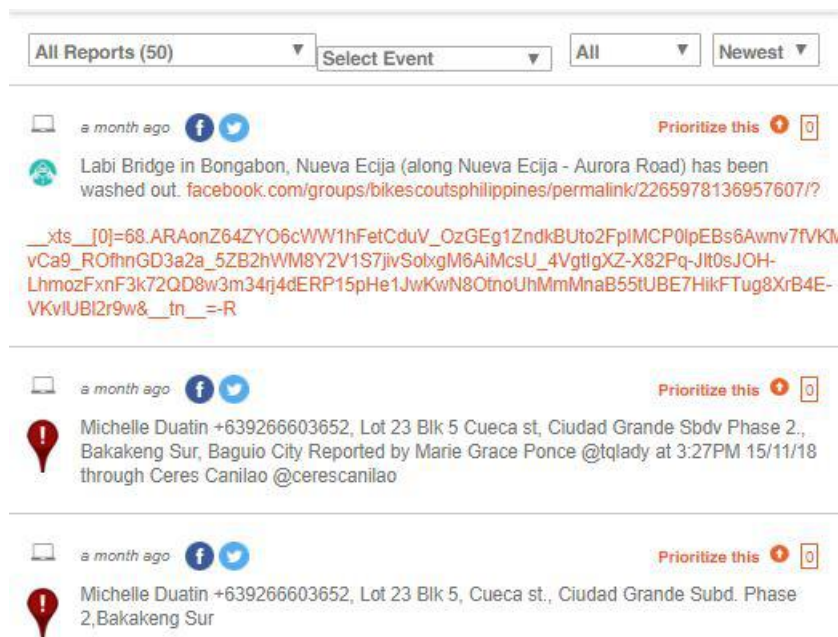 All Reports (50) Select Event All Newest
a month ago Prioritize this 0
Labi Bridge in Bongabon, Nueva Ecija (along Nueva Ecija - Aurora Road) has been
washed out. facebook.com/groups/bikescoutsphilippines/permalink/2265978136957607/?
a month ago Prioritize this 0
Michelle Duatin +639266603652, Lot 23 Blk 5 Cueca st, Ciudad Grande Sbdv Phase 2.,
Bakakeng Sur, Baguio City Reported by Marie Grace Ponce @tqlady at 3:27PM 15/11/18
through Ceres Canilao @cerescanilao
a month ago Prioritize this 0
Michelle Duatin +639266603652, Lot 23 Blk 5, Cueca st., Ciudad Grande Subd. Phase
2,Bakakeng Sur